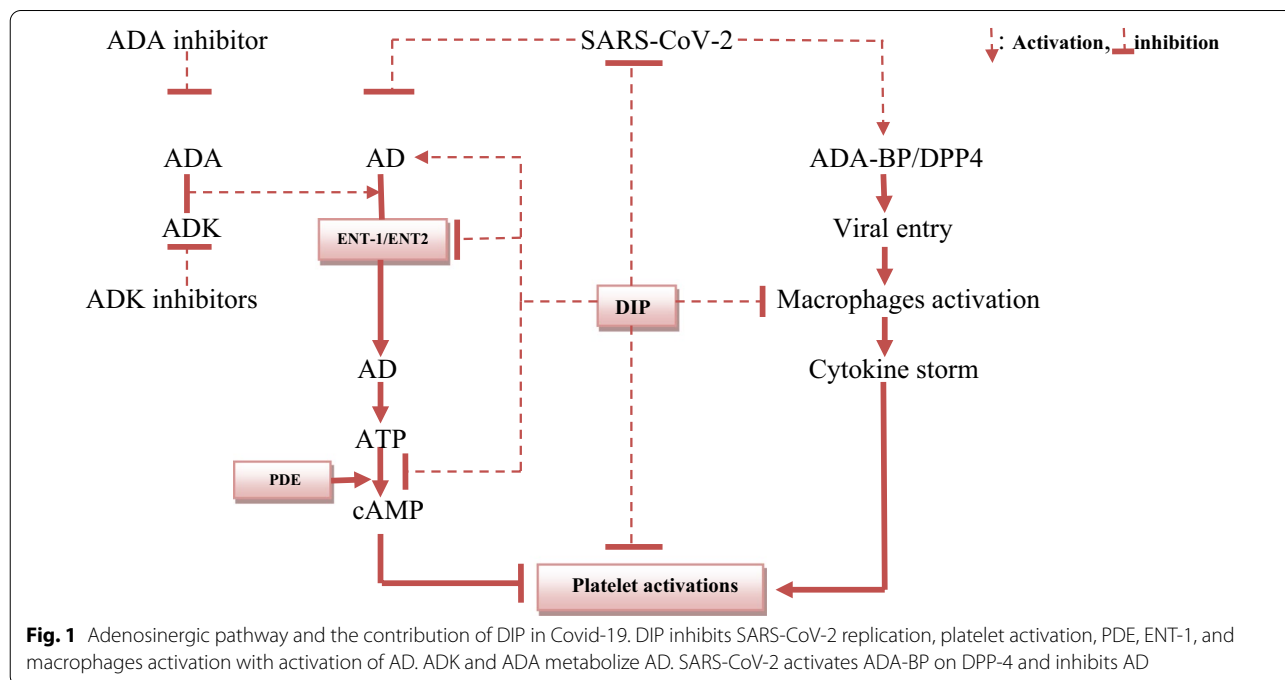 ADA inhibitor
SARS-CoV-2
: Activation, inhibition
ADA
AD
ADA-BP/DPP4
ADK
ENT-1/ENT2
Viral entry
ADK inhibitors
DIP
Macrophages activation
AD
Cytokine storm
ATP
PDE
cAMP
Platelet activations
Fig. 1 Adenosinergic pathway and the contribution of DIP in Covid-19. DIP inhibits SARS-CoV-2 replication, platelet activation, PDE, ENT-1, and
macrophages activation with activation of AD. ADK and ADA metabolize AD. SARS-CoV-2 activates ADA-BP on DPP-4 and inhibits AD